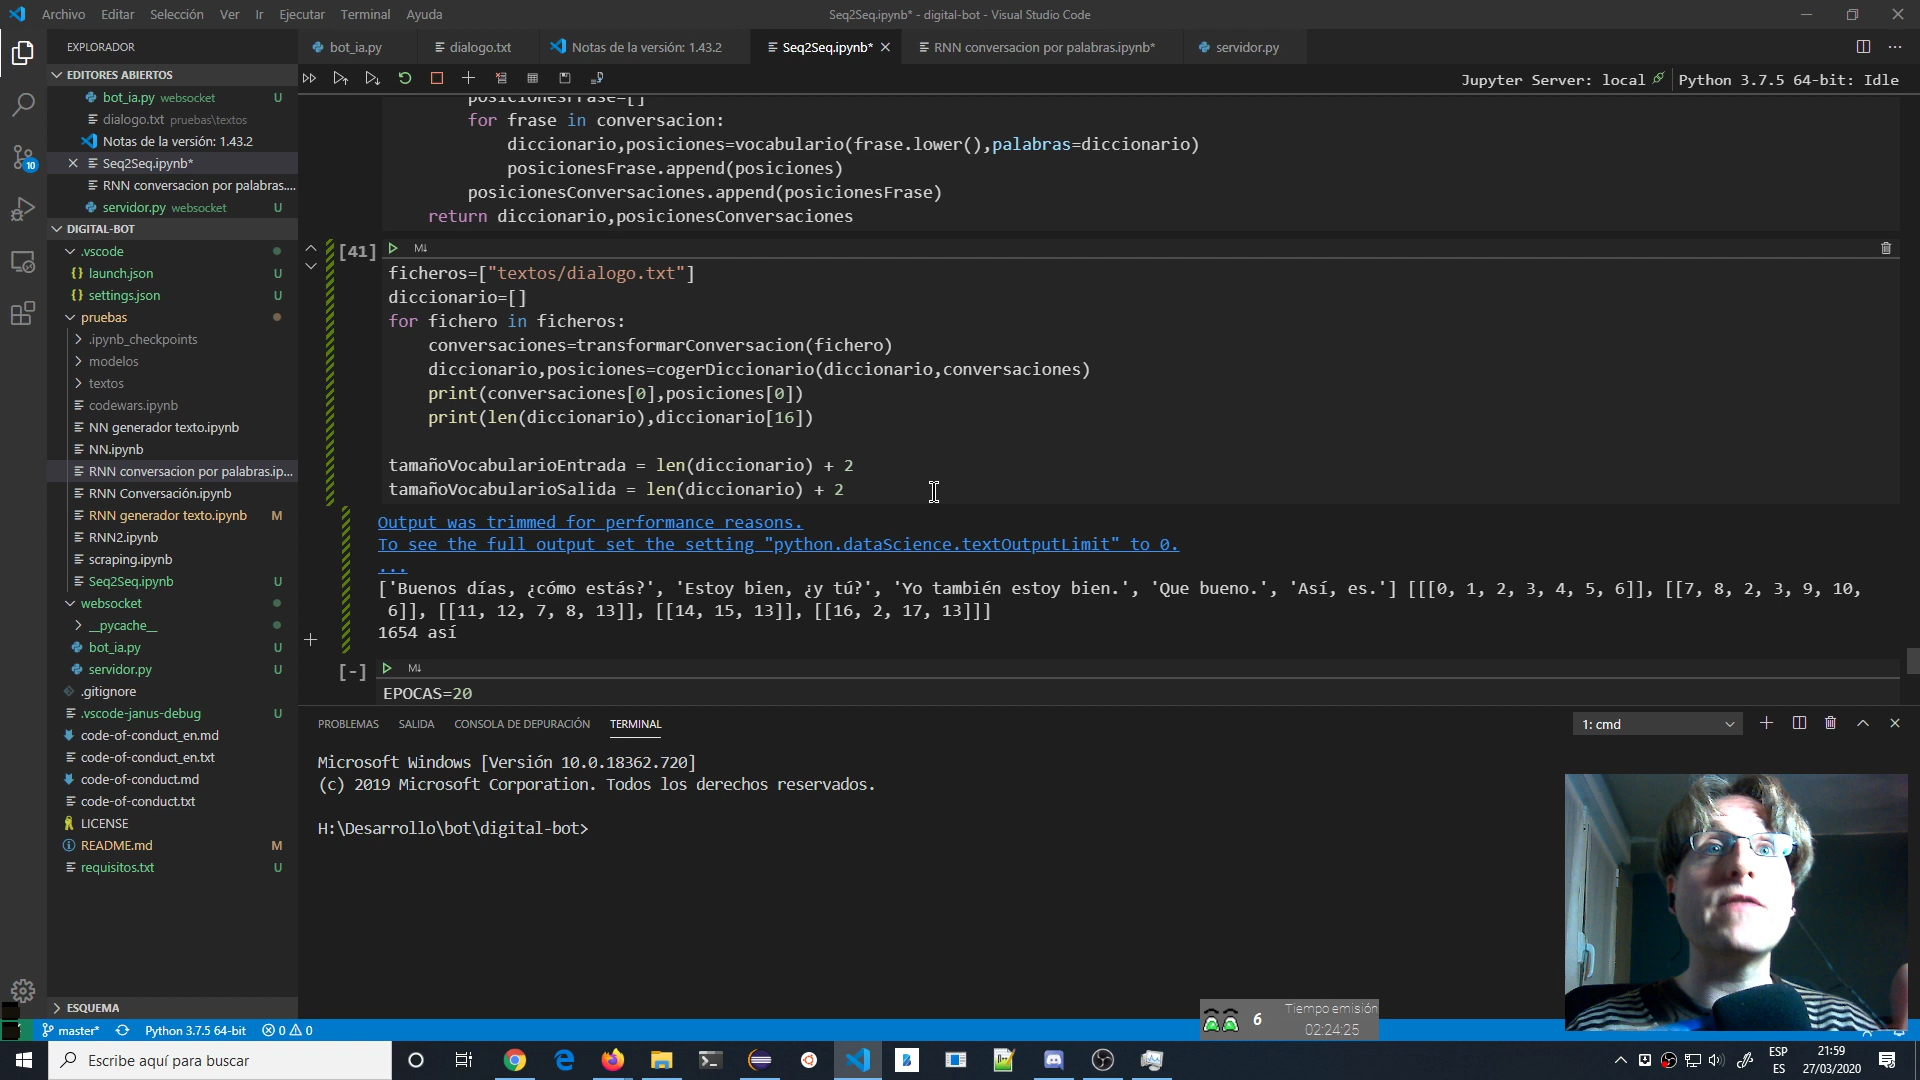 Archivo Editar Selección Ver Ir Ejecutar Terminal Ayuda
Seq2Seq.ipynb* - digital-bot - Visual Studio Code
EXPLORADOR
bot_ia.py
dialogo.txt
Notas de la versión: 1.43.2
Seq2Seq.ipynb*
RNN conversacion por palabras.ipynb*
servidor.py
EDITORES ABIERTOS
bot_ia.py websocket U
dialogo.txt pruebas\textos
Notas de la versión: 1.43.2
Seq2Seq.ipynb*
RNN conversacion por palabras....
servidor.py websocket U
DIGITAL-BOT
.vscode
launch.json U
settings.json U
pruebas
.ipynb_checkpoints
modelos
textos
codewars.ipynb
NN generador texto.ipynb
NN.ipynb
RNN conversacion por palabras.ip...
RNN Conversación.ipynb
RNN generador texto.ipynb M
RNN2.ipynb
scraping.ipynb
Seq2Seq.ipynb U
websocket
__pycache__
bot_ia.py U
servidor.py U
.gitignore
.vscode-janus-debug U
code-of-conduct_en.md
code-of-conduct_en.txt
code-of-conduct.md
code-of-conduct.txt
LICENSE
README.md M
requisitos.txt U
ESQUEMA
10
Jupyter Server: local
Python 3.7.5 64-bit: Idle
posicionesFrase=[]
for frase in conversacion:
diccionario,posiciones=vocabulario(frase.lower(),palabras=diccionario)
posicionesFrase.append(posiciones)
posicionesConversaciones.append(posicionesFrase)
return diccionario,posicionesConversaciones
[41]
M↓
ficheros=["textos/dialogo.txt"]
diccionario=[]
for fichero in ficheros:
conversaciones=transformarConversacion(fichero)
diccionario,posiciones=cogerDiccionario(diccionario,conversaciones)
print(conversaciones[0],posiciones[0])
print(len(diccionario),diccionario[16])
tamañoVocabularioEntrada = len(diccionario) + 2
tamañoVocabularioSalida = len(diccionario) + 2
Output was trimmed for performance reasons.
To see the full output set the setting "python.dataScience.textOutputLimit" to 0.
...
['Buenos días, ¿cómo estás?', 'Estoy bien, ¿y tú?', 'Yo también estoy bien.', 'Que bueno.', 'Así, es.'] [[[0, 1, 2, 3, 4, 5, 6]], [[7, 8, 2, 3, 9, 10,
6]], [[11, 12, 7, 8, 13]], [[14, 15, 13]], [[16, 2, 17, 13]]]
1654 así
[-]
M↓
EPOCAS=20
PROBLEMAS SALIDA CONSOLA DE DEPURACIÓN TERMINAL
1: cmd
Microsoft Windows [Versión 10.0.18362.720]
(c) 2019 Microsoft Corporation. Todos los derechos reservados.
H:\Desarrollo\bot\digital-bot>
6
Tiempo emisión
02:24:25
master* Python 3.7.5 64-bit 0 0
Escribe aquí para buscar
ESP
ES
21:59
27/03/2020